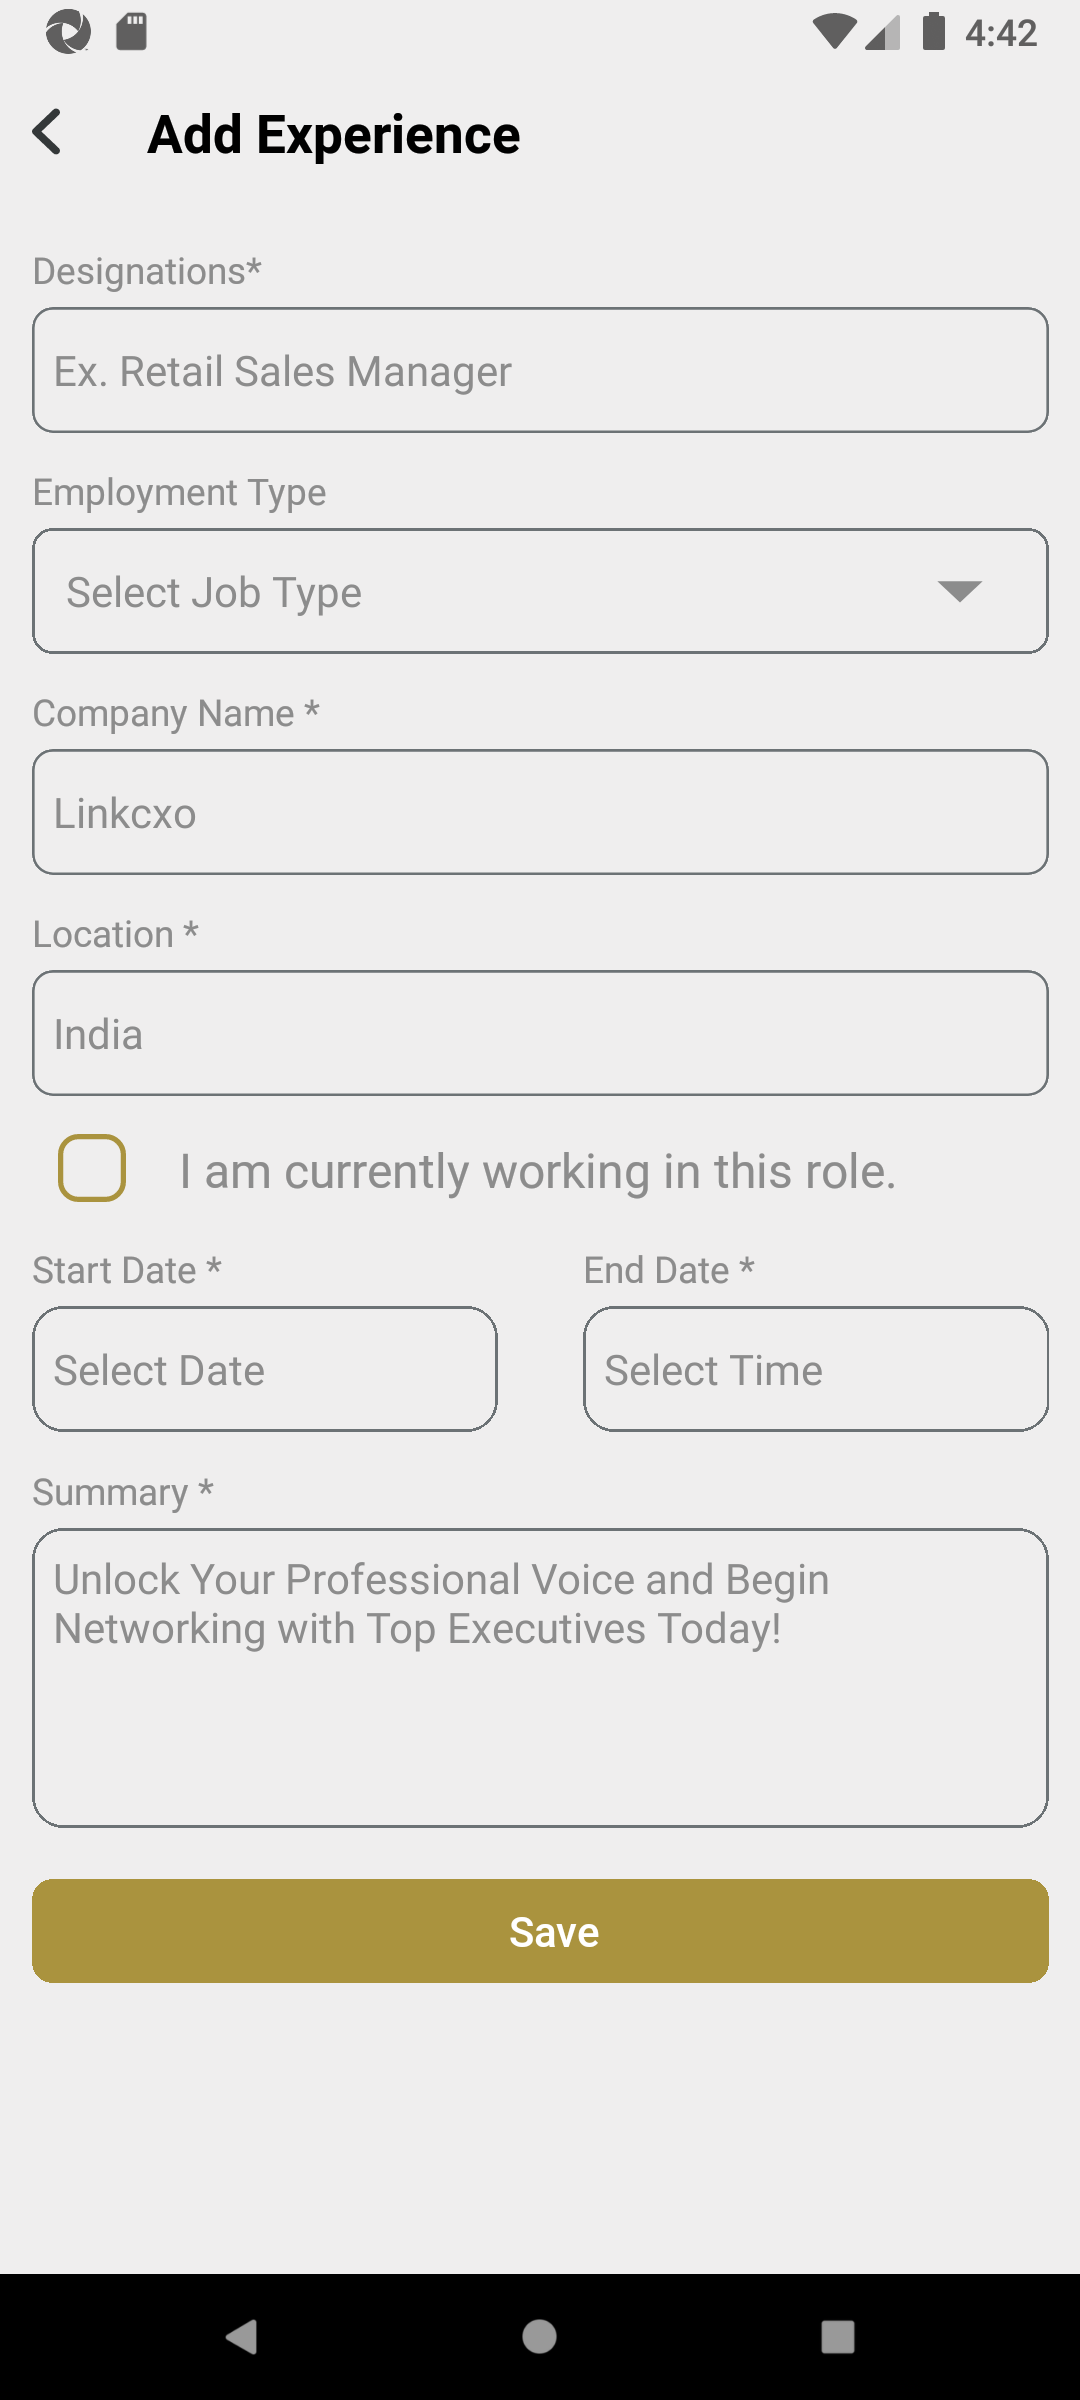 4:42
Add Experience
Designations*
Ex. Retail Sales Manager
Employment Type
Select Job Type
Company Name *
Linkcxo
Location *
India
I am currently working in this role.
Start Date * End Date *
Select Date Select Time
Summary *
Unlock Your Professional Voice and Begin
Networking with Top Executives Today!
Save